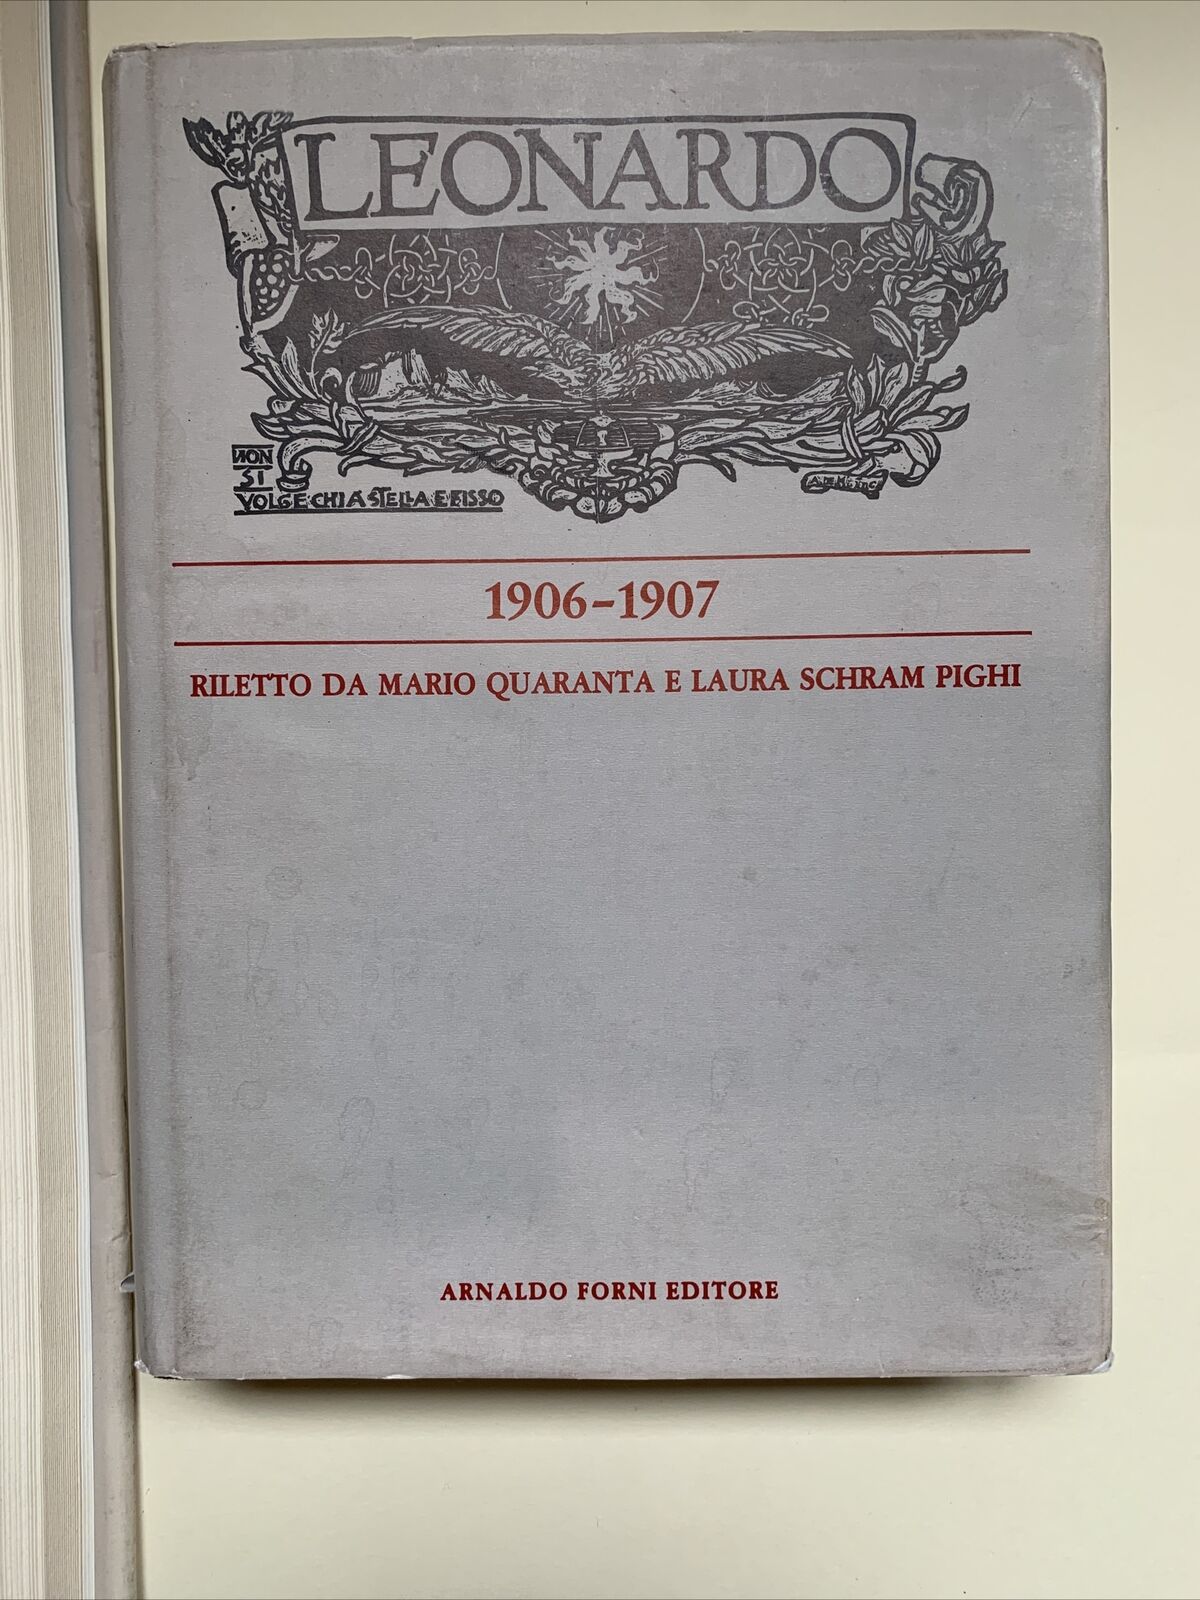 LEONARDO
NON
SI
VOLGE CHI A STELLA E FISSO
1906-1907
RILETTO DA MARIO QUARANTA E LAURA SCHRAM PIGHI
ARNALDO FORNI EDITORE